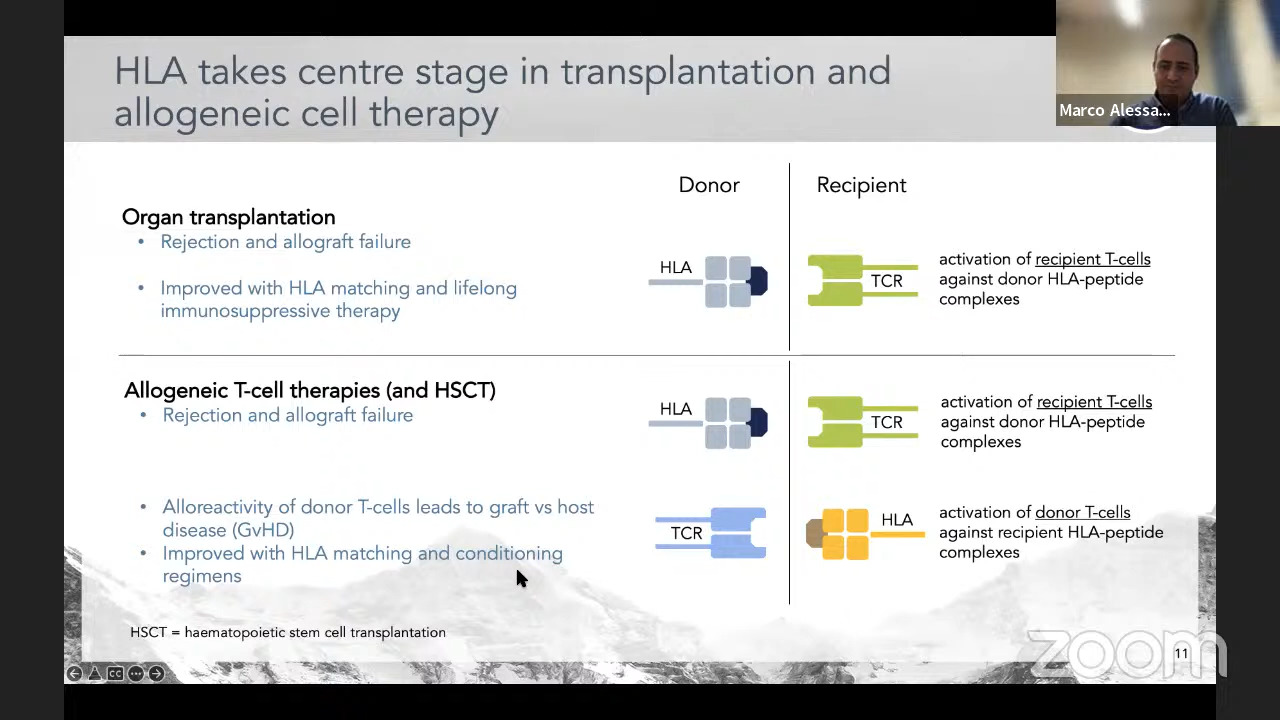 HLA takes centre stage in transplantation and
allogeneic cell therapy
Marco Alessa...
Donor
Recipient
Organ transplantation
• Rejection and allograft failure
• Improved with HLA matching and lifelong
immunosuppressive therapy
HLA
TCR
activation of recipient T-cells
against donor HLA-peptide
complexes
Allogeneic T-cell therapies (and HSCT)
• Rejection and allograft failure
HLA
TCR
activation of recipient T-cells
against donor HLA-peptide
complexes
• Alloreactivity of donor T-cells leads to graft vs host
disease (GvHD)
• Improved with HLA matching and conditioning
regimens
TCR
HLA
activation of donor T-cells
against recipient HLA-peptide
complexes
HSCT = haematopoietic stem cell transplantation
zoom
11
CC